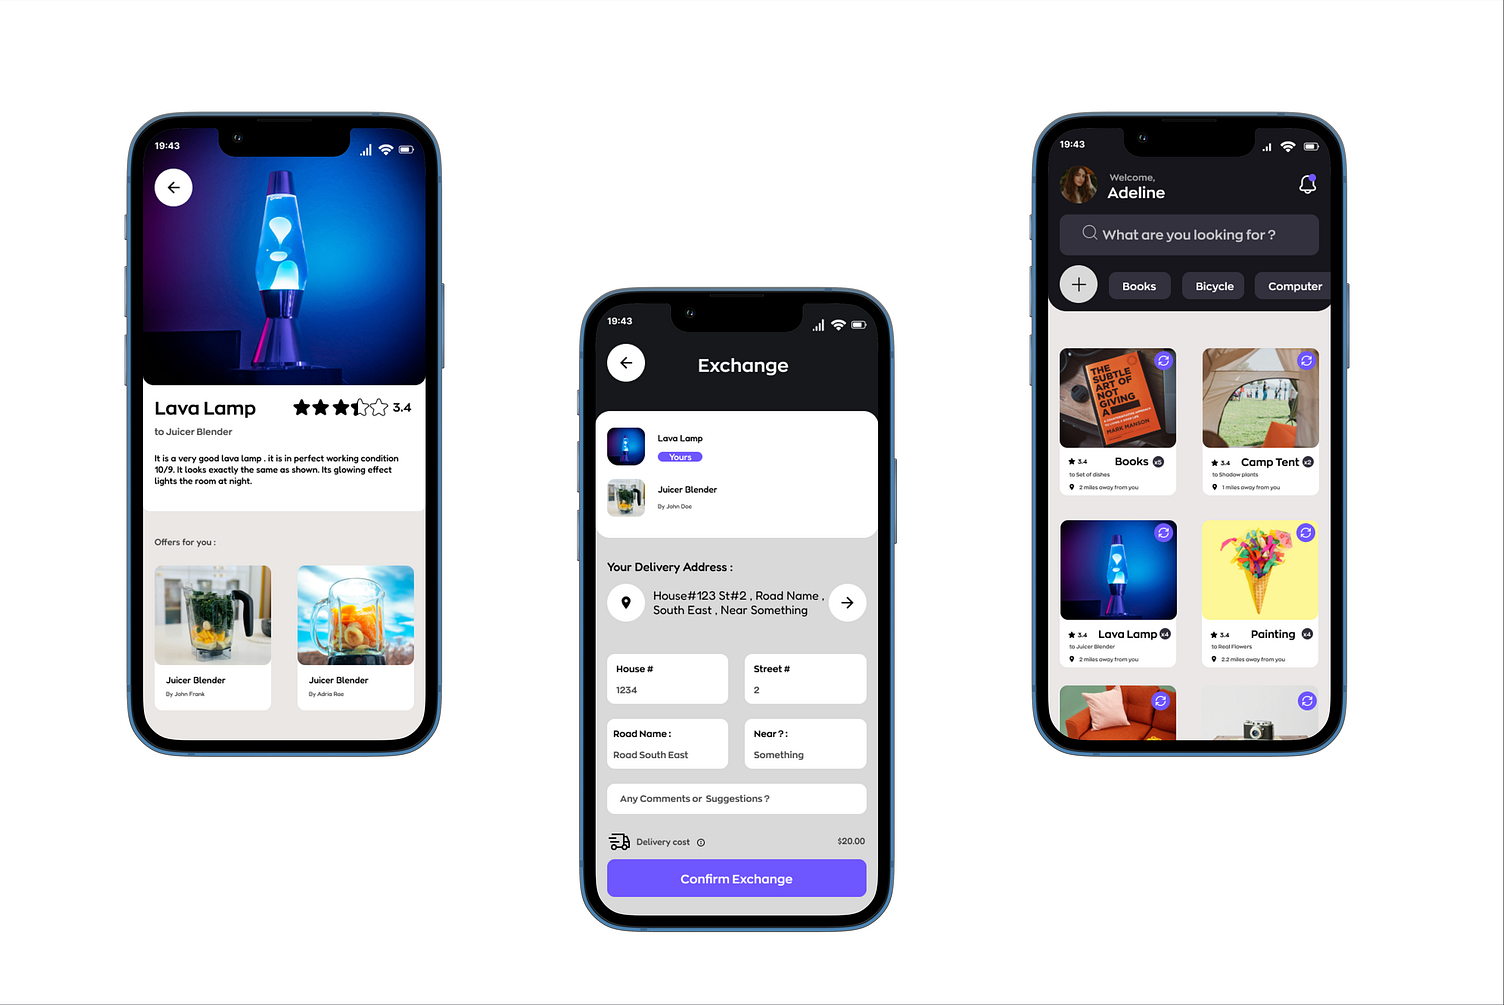 19:43
Lava Lamp
3.4
to Juicer Blender
It is a very good lava lamp . it is in perfect working condition
10/9. It looks exactly the same as shown. Its glowing effect
lights the room at night.
Offers for you :
Juicer Blender
By John Frank
Juicer Blender
By Adria Rae
19:43
Exchange
Lava Lamp
Yours
Juicer Blender
By John Doe
Your Delivery Address :
House#123 St#2 , Road Name ,
South East , Near Something
House #
1234
Street #
2
Road Name :
Road South East
Near ? :
Something
Any Comments or Suggestions ?
Delivery cost
$20.00
Confirm Exchange
19:43
Welcome,
Adeline
What are you looking for ?
Books
Bicycle
Computer
THE
SUBTLE
ART OF
NOT
GIVING
A
MARK MANSON
3.4
Books
x5
to Set of dishes
2 miles away from you
3.4
Camp Tent
x2
to Shadow plants
1 miles away from you
3.4
Lava Lamp
x4
to Juicer Blender
2 miles away from you
3.4
Painting
x4
to Real Flowers
2.2 miles away from you